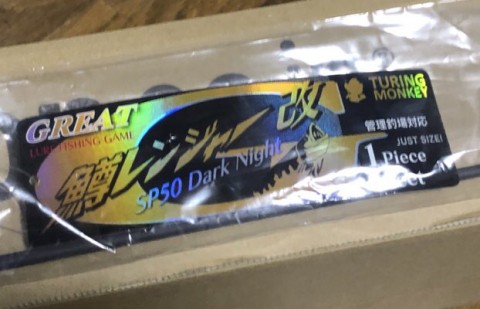 GREAT
LURE FISHING GAME
鱒レンジャー改
SP50 Dark Night
TURING
MONKEY
管理釣場対応
JUST SIZE!
1 Piece